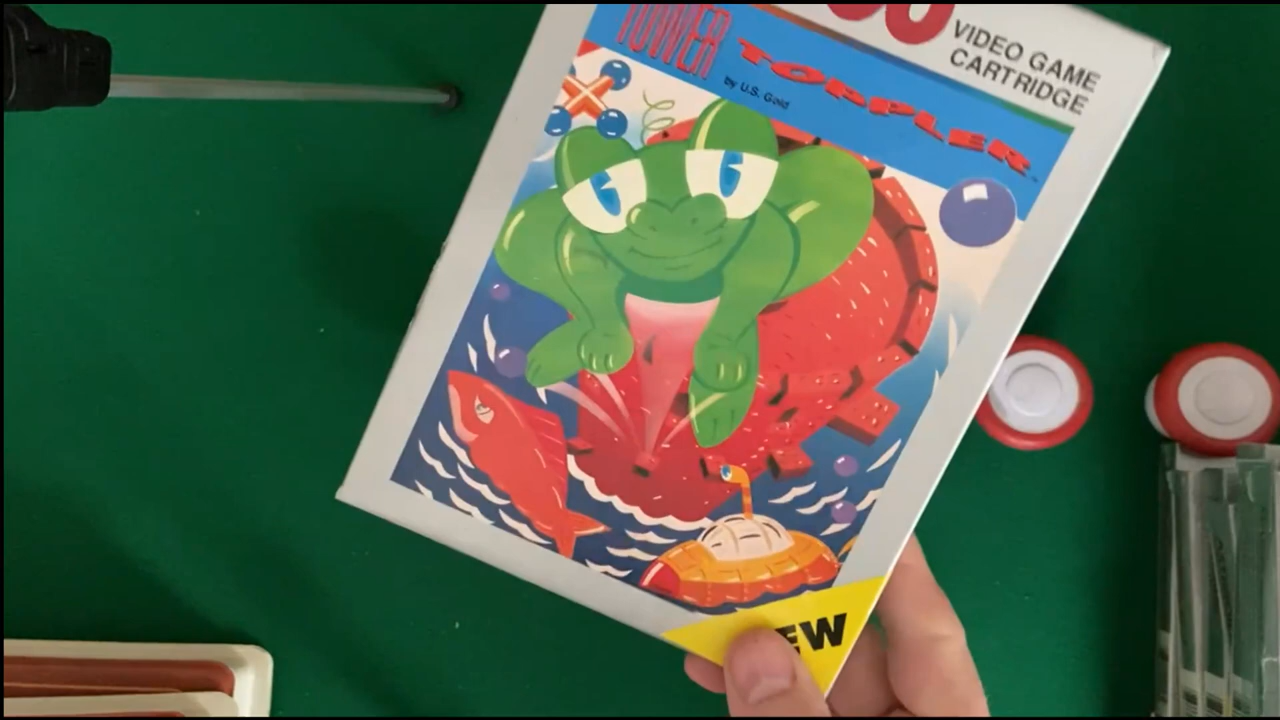 VIDEO GAME
CARTRIDGE
TOWER TOPPLER
by U.S. Gold
EW